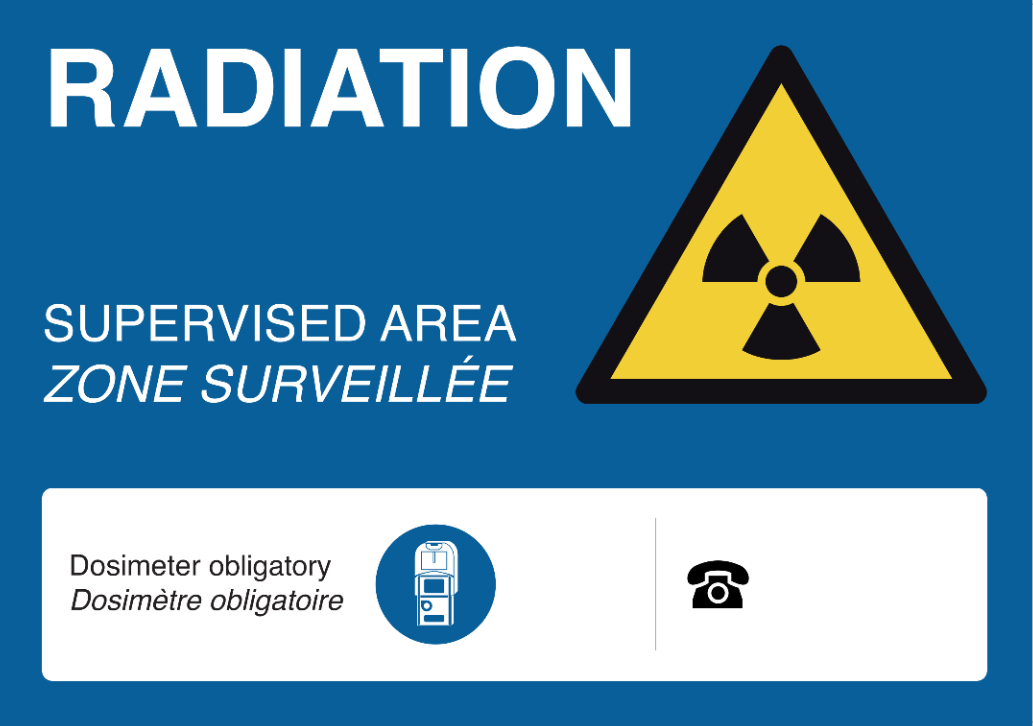 RADIATION
SUPERVISED AREA
ZONE SURVEILLÉE
Dosimeter obligatory
Dosimètre obligatoire